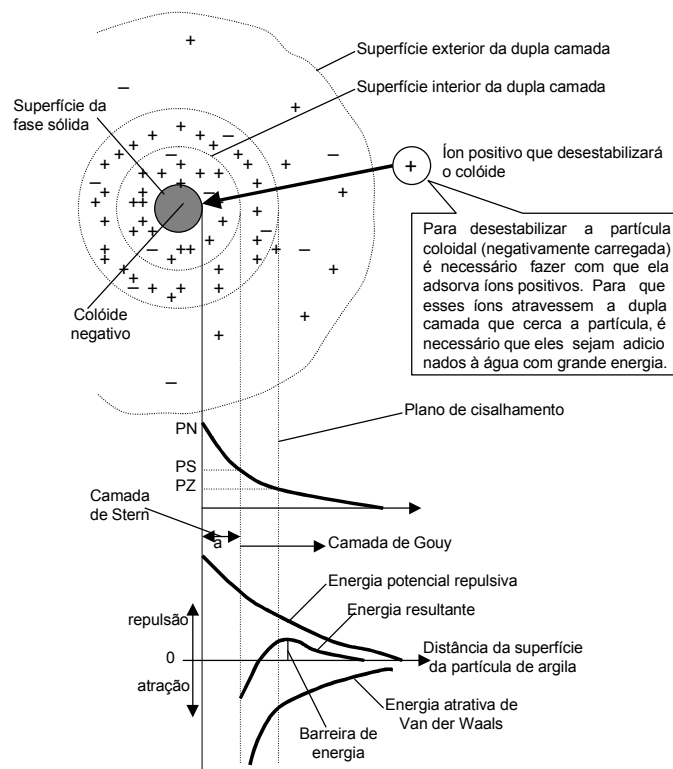 Superfície exterior da dupla camada
Superfície interior da dupla camada
Superfície da
fase sólida
Íon positivo que desestabilizará
o colóide
Para desestabilizar a partícula
coloidal (negativamente carregada)
é necessário fazer com que ela
adsorva íons positivos. Para que
esses íons atravessem a dupla
camada que cerca a partícula, é
necessário que eles sejam adicio
nados à água com grande energia.
Colóide
negativo
Plano de cisalhamento
PN
PS
PZ
Camada
de Stern
a
Camada de Gouy
Energia potencial repulsiva
Energia resultante
repulsão
0
atração
Distância da superfície
da partícula de argila
Energia atrativa de
Van der Waals
Barreira de
energia